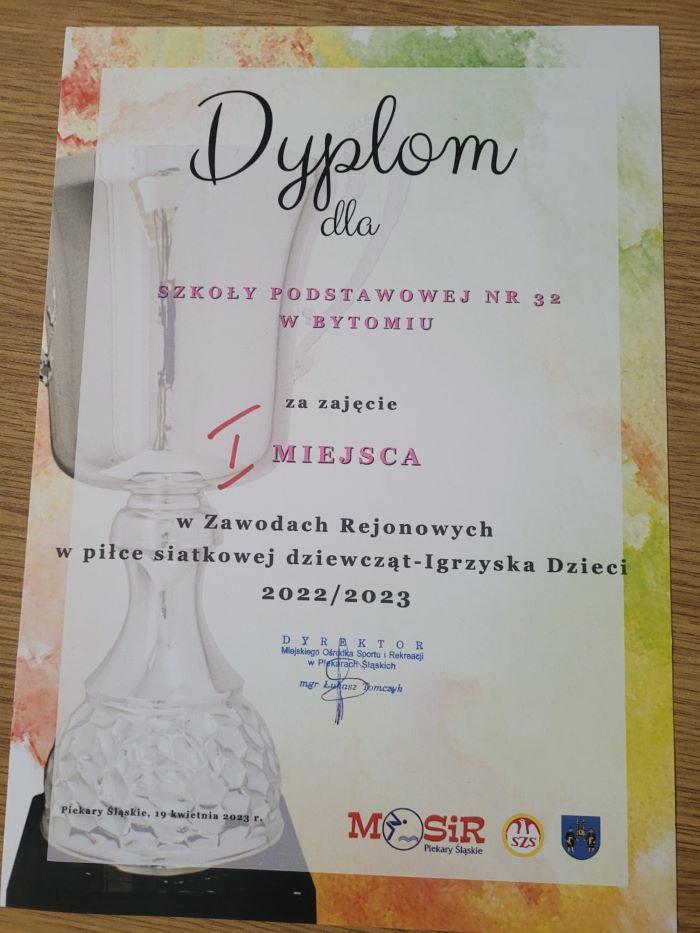 Dyplom
dla
SZKOŁY PODSTAWOWEJ NR 32
W BYTOMIU
za zajęcie
I MIEJSCA
w Zawodach Rejonowych
w piłce siatkowej dziewcząt-Igrzyska Dzieci
2022/2023
DYREKTOR
Miejskiego Ośrodka Sportu i Rekreacji
w Piekarach Śląskich
mgr Łukasz Tomczyk
Piekary Śląskie, 19 kwietnia 2023 r.
MOSiR
Piekary Śląskie
SZS